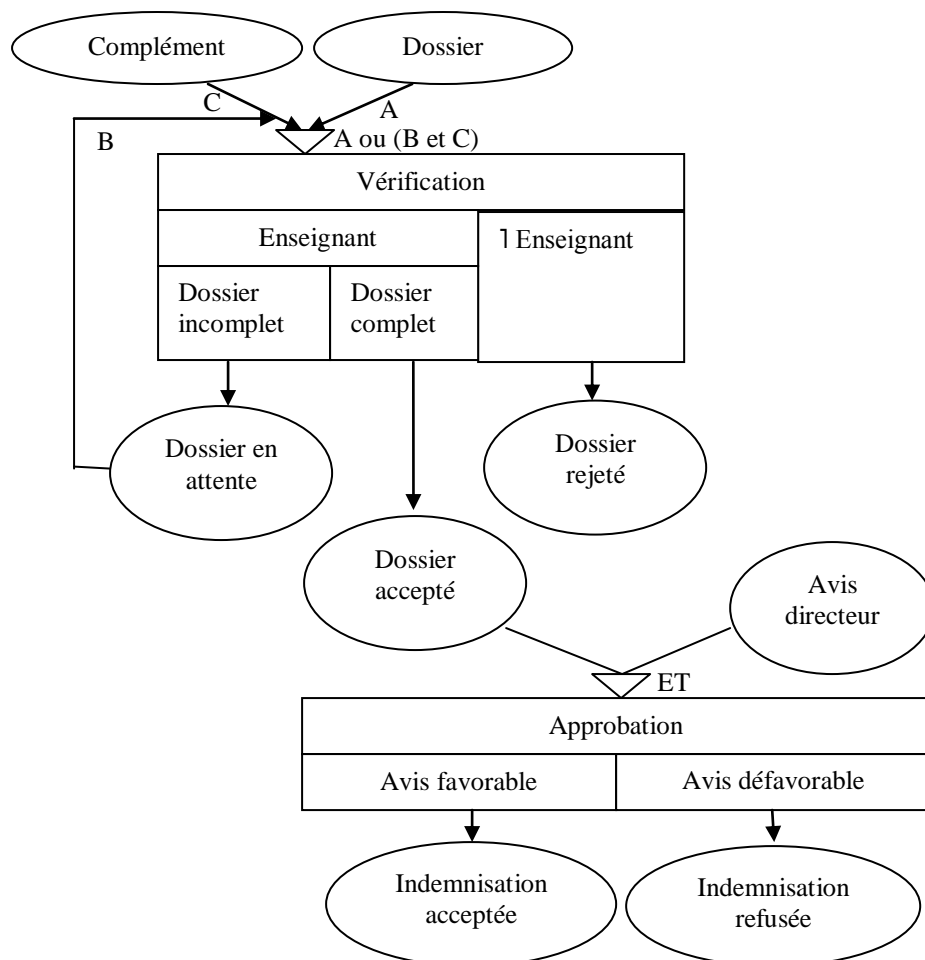 Complément
Dossier
C
A
B
A ou (B et C)
Vérification
Enseignant
˥ Enseignant
Dossier
incomplet
Dossier
complet
Dossier en
attente
Dossier
rejeté
Dossier
accepté
Avis
directeur
ET
Approbation
Avis favorable
Avis défavorable
Indemnisation
acceptée
Indemnisation
refusée